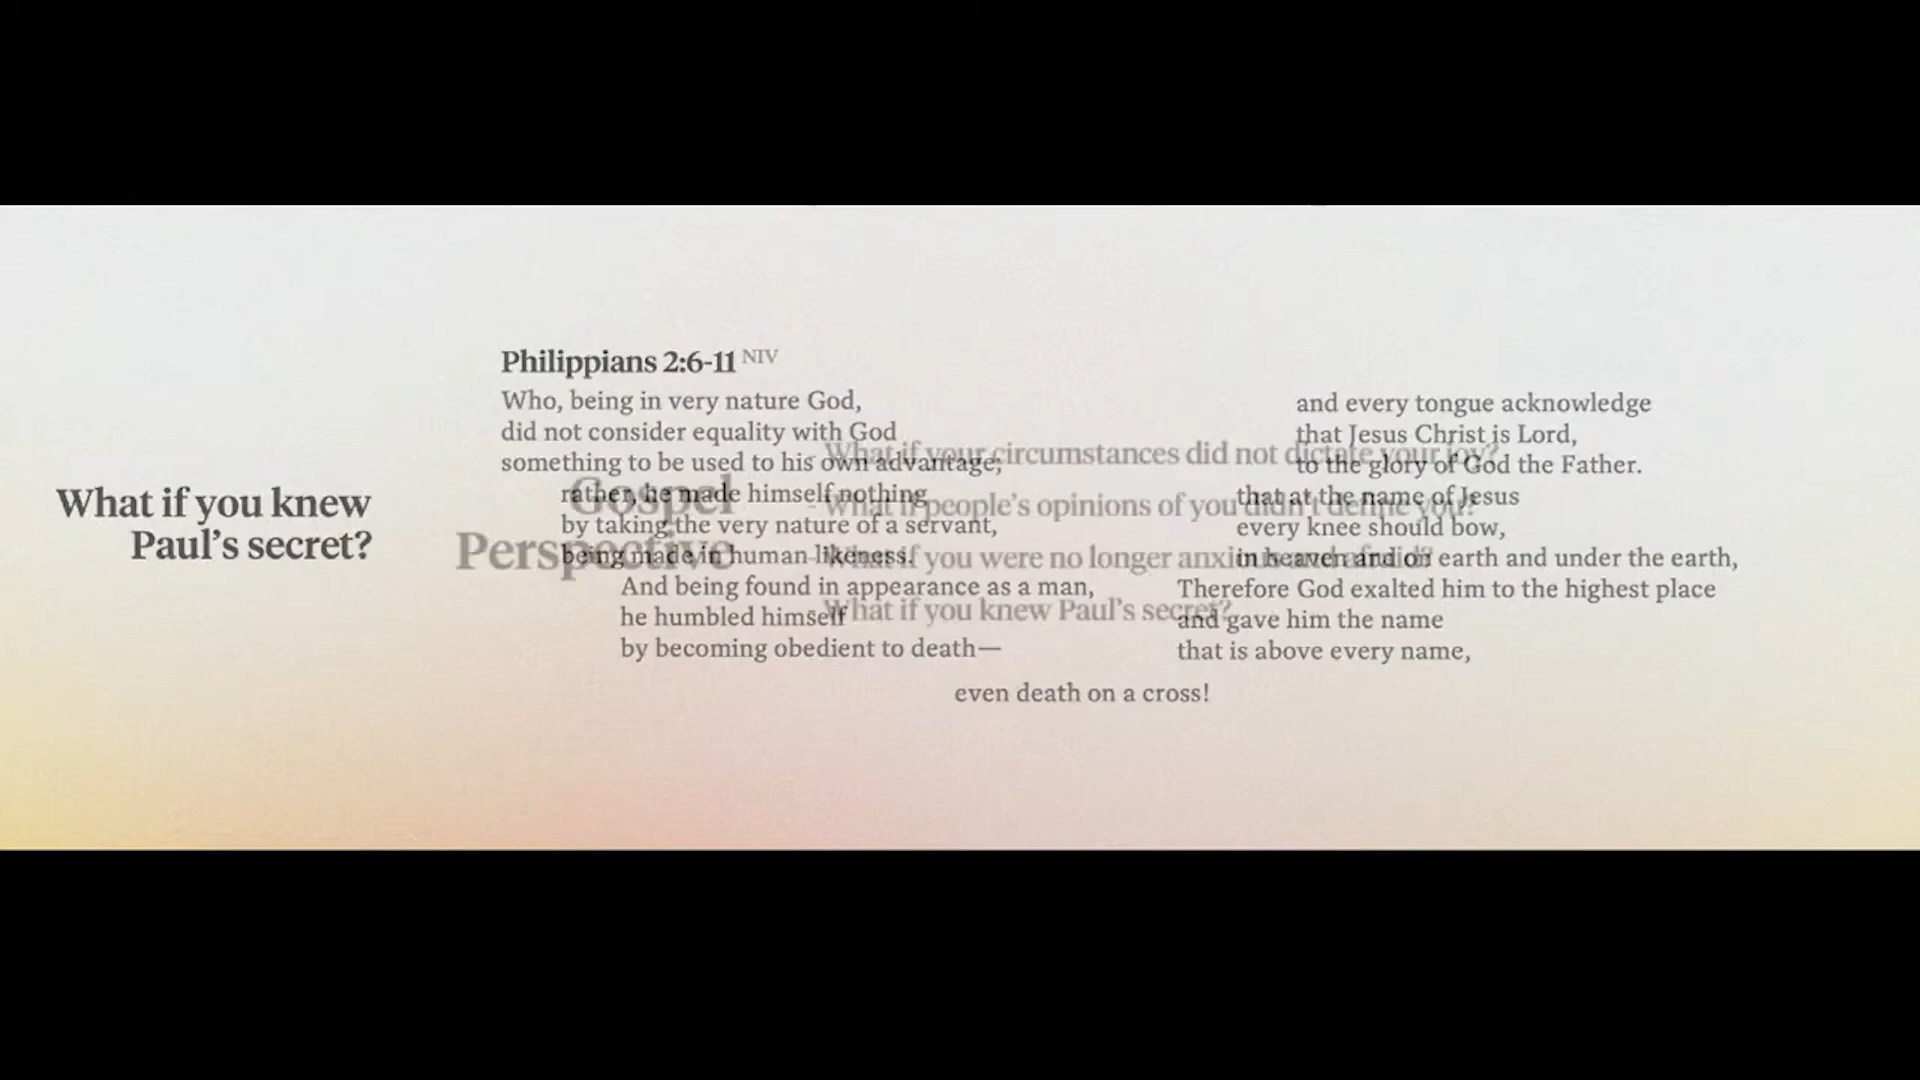 What if you knew
Paul's secret?
Philippians 2:6-11 NIV
Who, being in very nature God,
did not consider equality with God
something to be used to his own advantage;
rather, he made himself nothing
by taking the very nature of a servant,
being made in human likeness.
And being found in appearance as a man,
he humbled himself
by becoming obedient to death—
even death on a cross!
and every tongue acknowledge
that Jesus Christ is Lord,
to the glory of God the Father.
that at the name of Jesus
every knee should bow,
in heaven and on earth and under the earth,
Therefore God exalted him to the highest place
and gave him the name
that is above every name,
Gospel
Perspective
- What if your circumstances did not dictate your joy?
- What if people's opinions of you didn't define you?
- What if you were no longer anxious and afraid?
- What if you knew Paul's secret?